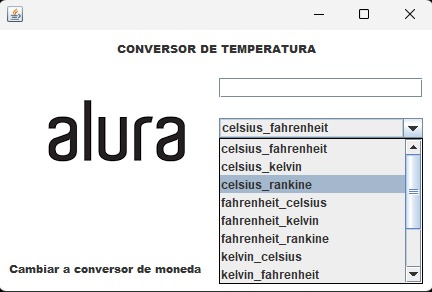 CONVERSOR DE TEMPERATURA
alura
celsius_fahrenheit
celsius_fahrenheit
celsius_kelvin
celsius_rankine
fahrenheit_celsius
fahrenheit_kelvin
fahrenheit_rankine
kelvin_celsius
kelvin_fahrenheit
Cambiar a conversor de moneda